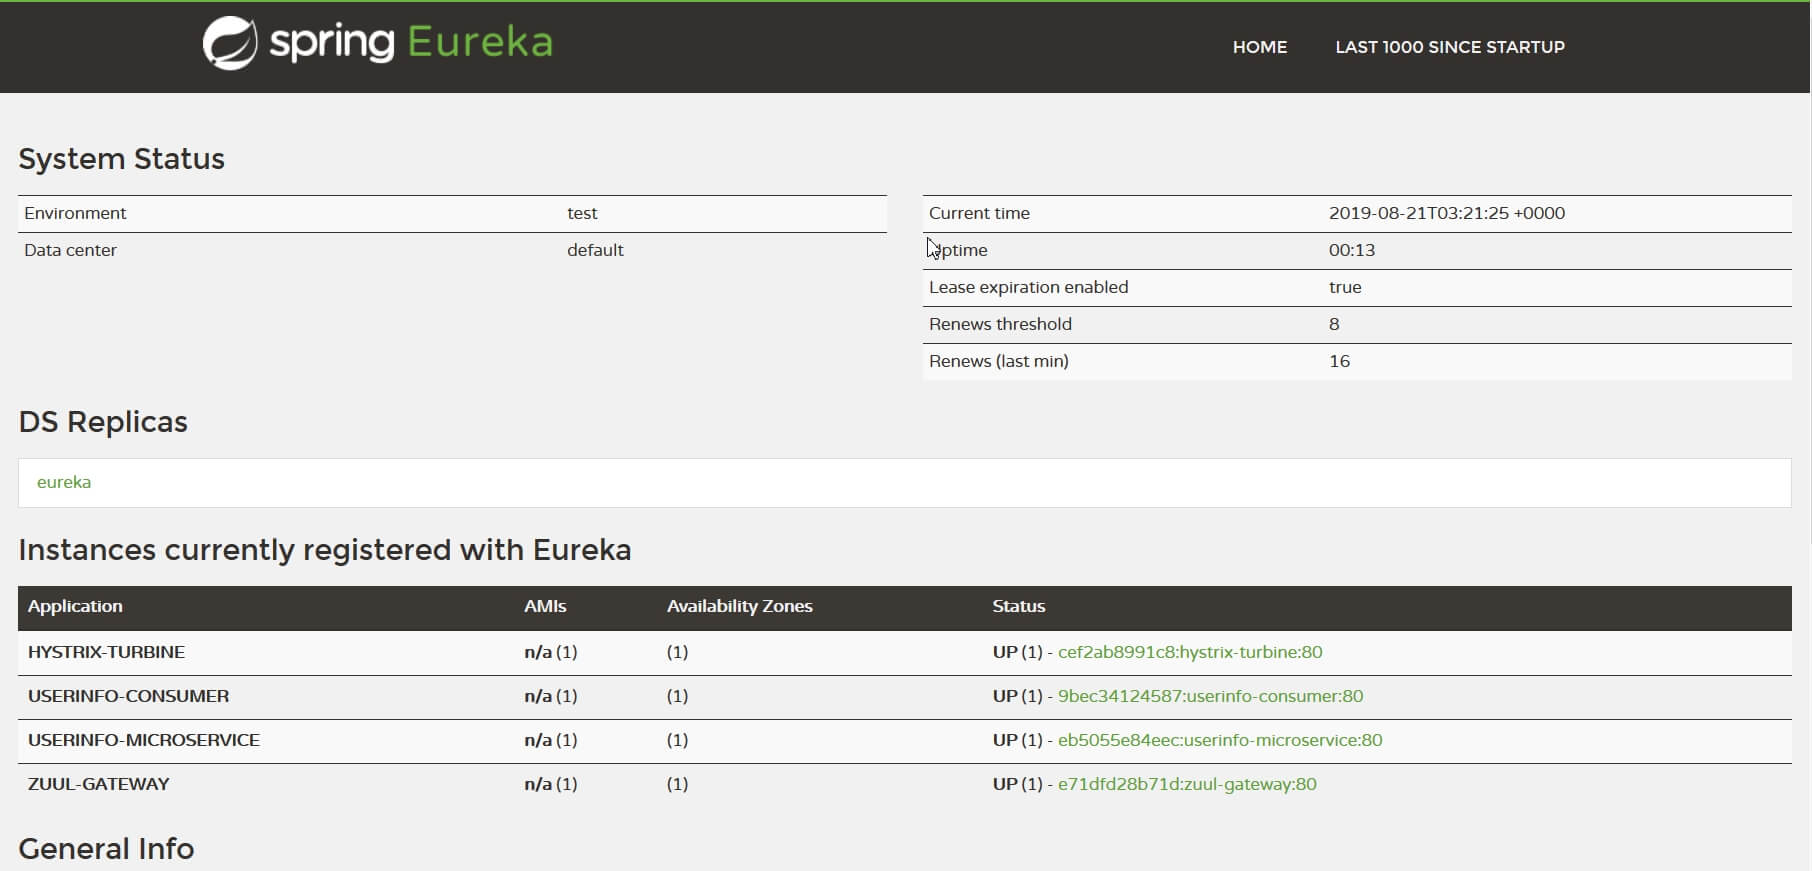 spring Eureka
HOME LAST 1000 SINCE STARTUP
System Status
Environment test
Data center default
Current time 2019-08-21T03:21:25 +0000
Uptime 00:13
Lease expiration enabled true
Renews threshold 8
Renews (last min) 16
DS Replicas
eureka
Instances currently registered with Eureka
Application AMIs Availability Zones Status
HYSTRIX-TURBINE n/a (1) (1) UP (1) - cef2ab8991c8:hystrix-turbine:80
USERINFO-CONSUMER n/a (1) (1) UP (1) - 9bec34124587:userinfo-consumer:80
USERINFO-MICROSERVICE n/a (1) (1) UP (1) - eb5055e84eec:userinfo-microservice:80
ZUUL-GATEWAY n/a (1) (1) UP (1) - e71dfd28b71d:zuul-gateway:80
General Info